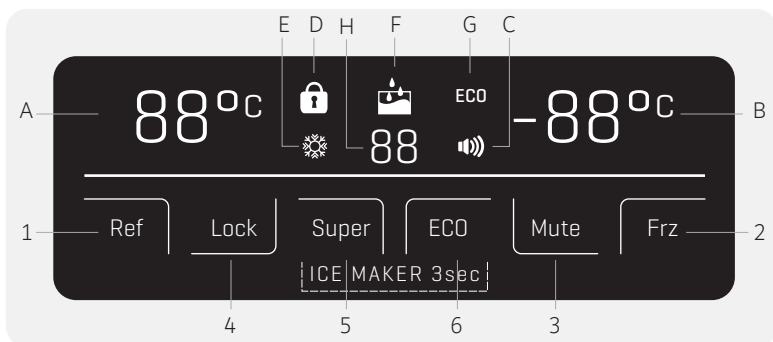 E D H F G C
A 88°C ECO -88°C B
88
1 Ref Lock Super ECO Mute Frz 2
ICE MAKER 3sec
4 5 6 3